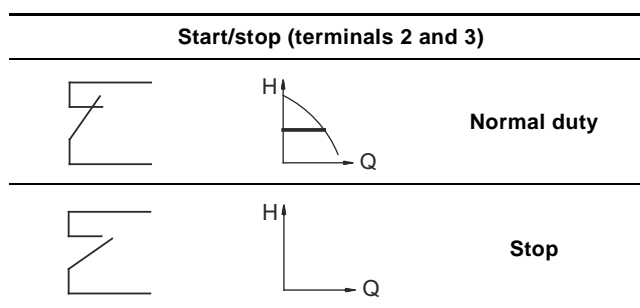 Start/stop (terminals 2 and 3)
H
Q
Normal duty
H
Q
Stop